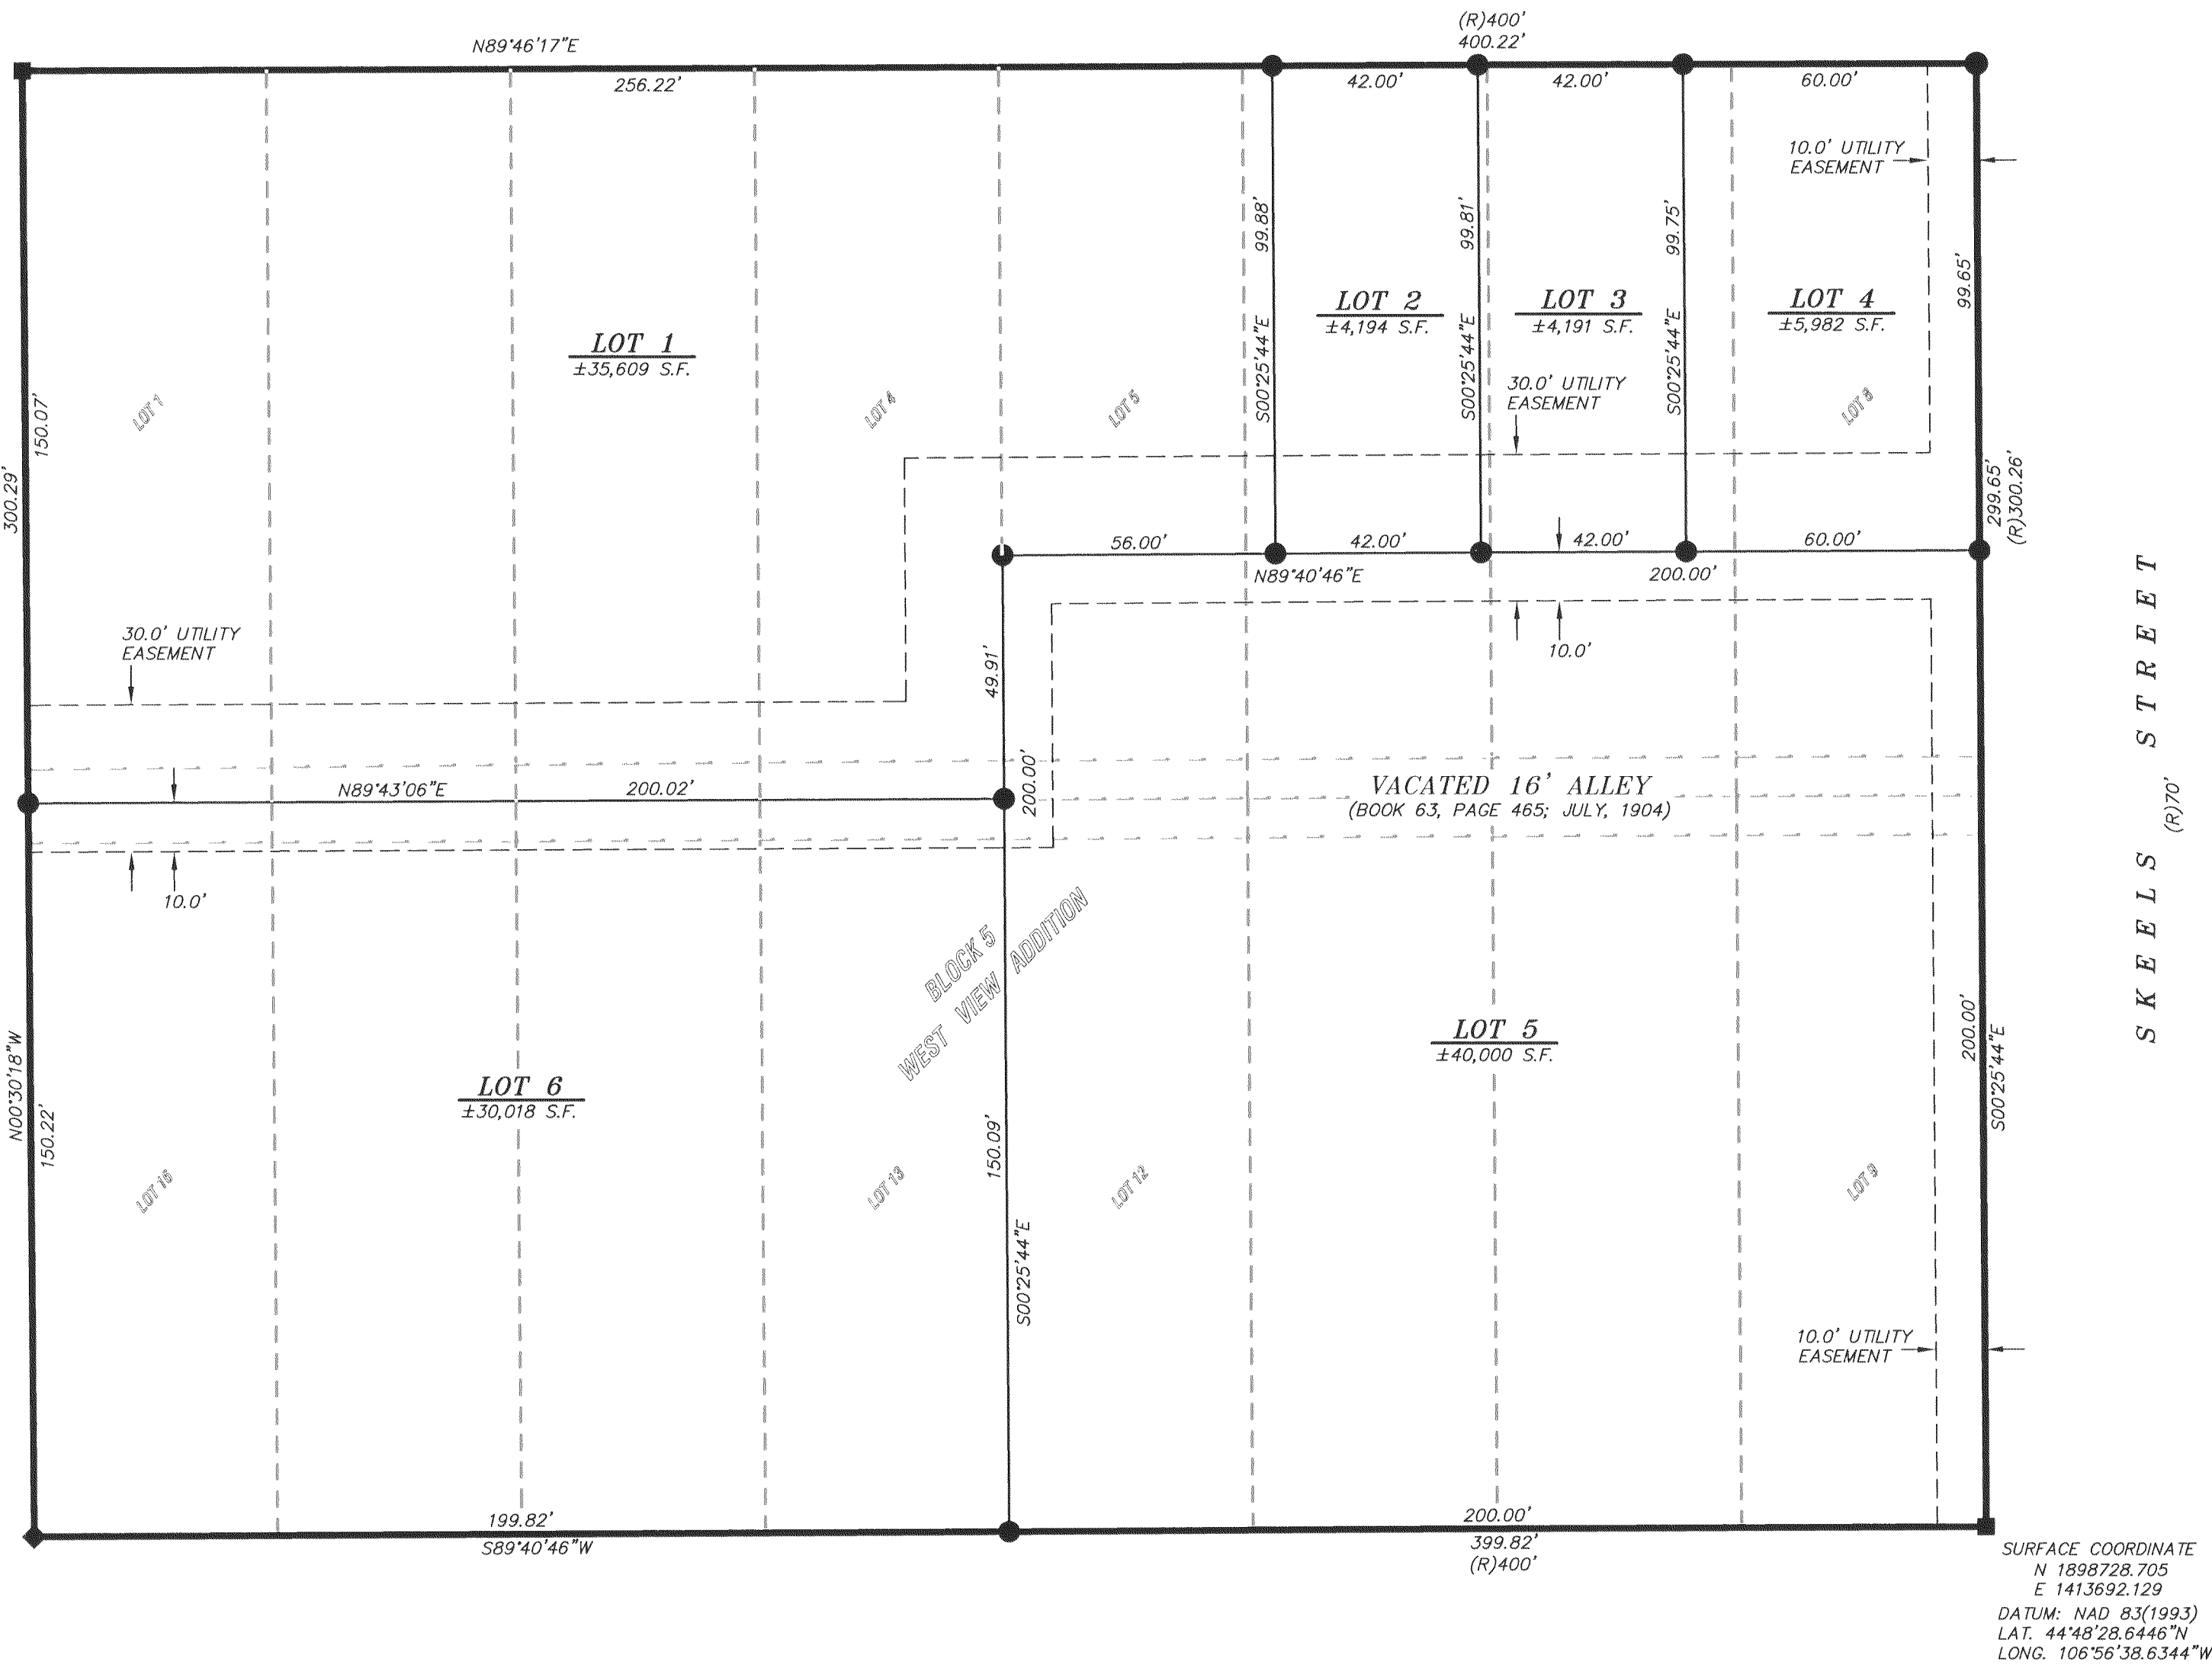 (R)400'
400.22'
N89°46'17"E
256.22'
42.00'
42.00'
60.00'
10.0' UTILITY
EASEMENT
99.88'
S00°25'44"E
99.81'
S00°25'44"E
99.75'
S00°25'44"E
99.65'
LOT 1
±35,609 S.F.
LOT 2
±4,194 S.F.
LOT 3
±4,191 S.F.
LOT 4
±5,982 S.F.
30.0' UTILITY
EASEMENT
LOT 1
LOT 4
LOT 5
LOT 8
150.07'
300.29'
299.65'
(R)300.26'
56.00'
42.00'
42.00'
60.00'
N89°40'46"E
200.00'
30.0' UTILITY
EASEMENT
49.91'
10.0'
N89°43'06"E
200.02'
200.00'
VACATED 16' ALLEY
(BOOK 63, PAGE 465; JULY, 1904)
10.0'
SKEELS STREET
(R)70'
BLOCK 5
WEST VIEW ADDITION
LOT 6
±30,018 S.F.
LOT 5
±40,000 S.F.
N00°30'18"W
150.22'
150.09'
S00°25'44"E
200.00'
S00°25'44"E
LOT 16
LOT 13
LOT 12
LOT 9
10.0' UTILITY
EASEMENT
199.82'
S89°40'46"W
200.00'
399.82'
(R)400'
SURFACE COORDINATE
N 1898728.705
E 1413692.129
DATUM: NAD 83(1993)
LAT. 44°48'28.6446"N
LONG. 106°56'38.6344"W